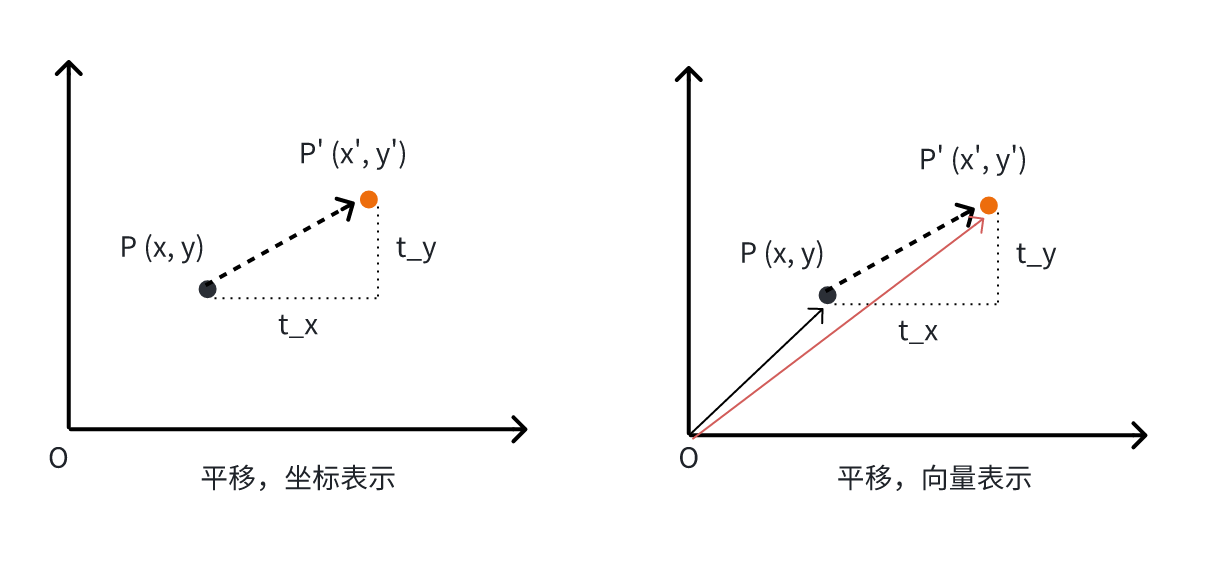 P' (x', y')
P (x, y)
t_y
t_x
O
平移，坐标表示
P' (x', y')
P (x, y)
t_y
t_x
O
平移，向量表示